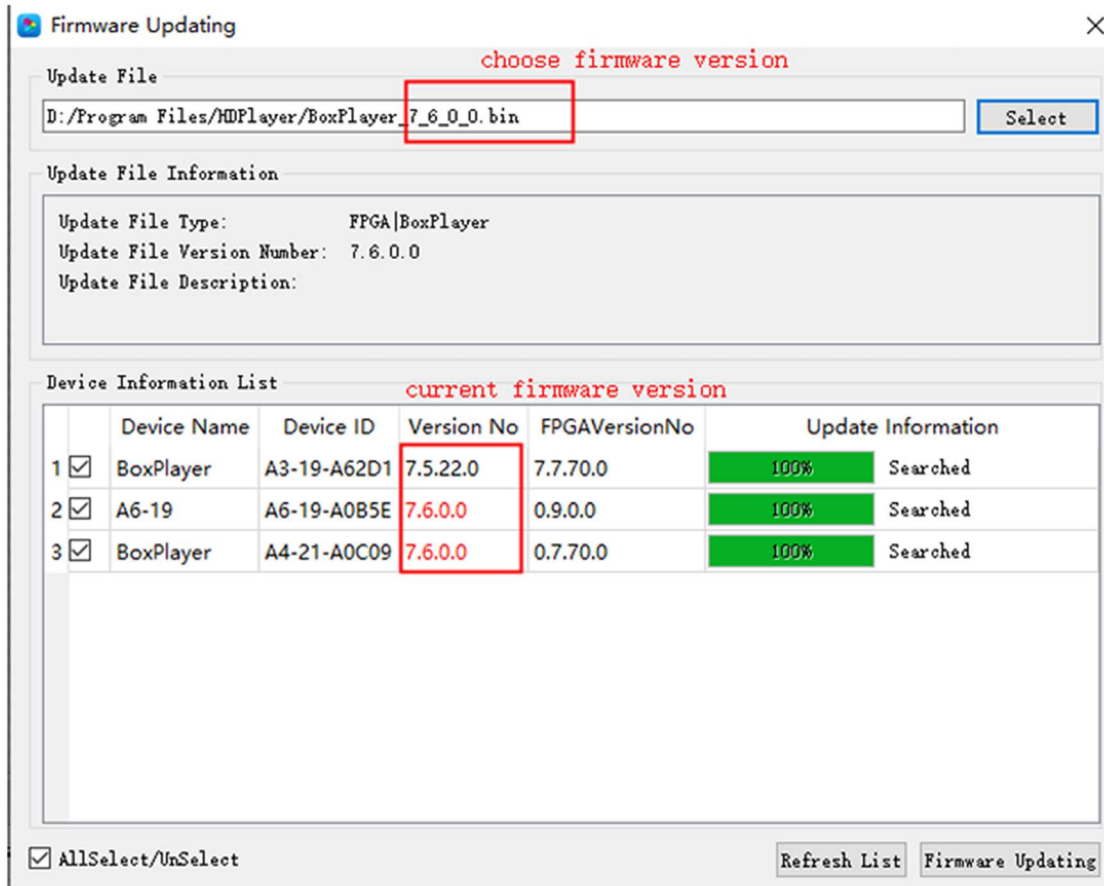 Firmware Updating
choose firmware version
Update File
D:/Program Files/HDPlayer/BoxPlayer_7_6_0_0.bin Select
Update File Information
Update File Type: FPGA|BoxPlayer
Update File Version Number: 7.6.0.0
Update File Description:
Device Information List current firmware version
Device Name Device ID Version No FPGAVersionNo Update Information
1 BoxPlayer A3-19-A62D1 7.5.22.0 7.7.70.0 100% Searched
2 A6-19 A6-19-A0B5E 7.6.0.0 0.9.0.0 100% Searched
3 BoxPlayer A4-21-A0C09 7.6.0.0 0.7.70.0 100% Searched
AllSelect/UnSelect Refresh List Firmware Updating